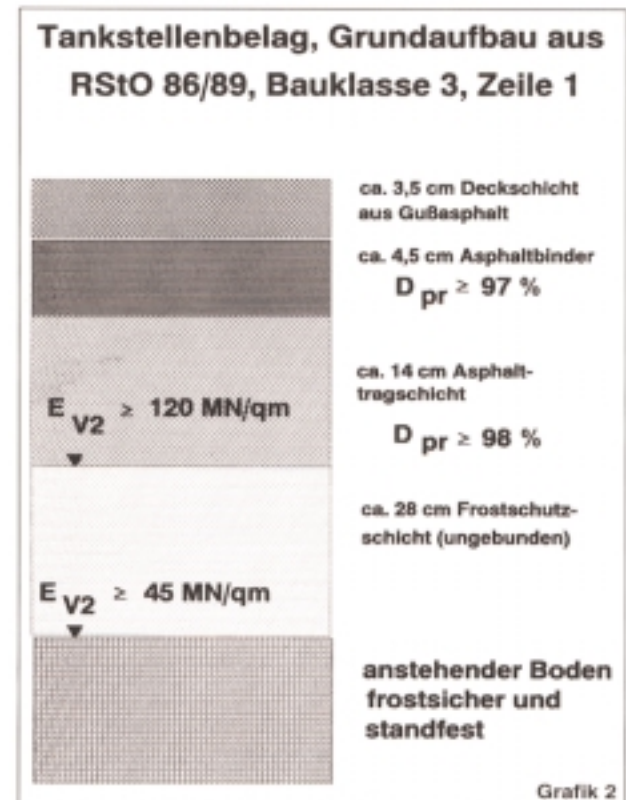 Tankstellenbelag, Grundaufbau aus
RStO 86/89, Bauklasse 3, Zeile 1
ca. 3,5 cm Deckschicht
aus Gußasphalt
ca. 4,5 cm Asphaltbinder
D pr ≥ 97 %
ca. 14 cm Asphalt-
tragschicht
E V2 ≥ 120 MN/qm
D pr ≥ 98 %
ca. 28 cm Frostschutz-
schicht (ungebunden)
E V2 ≥ 45 MN/qm
anstehender Boden
frostsicher und
standfest
Grafik 2